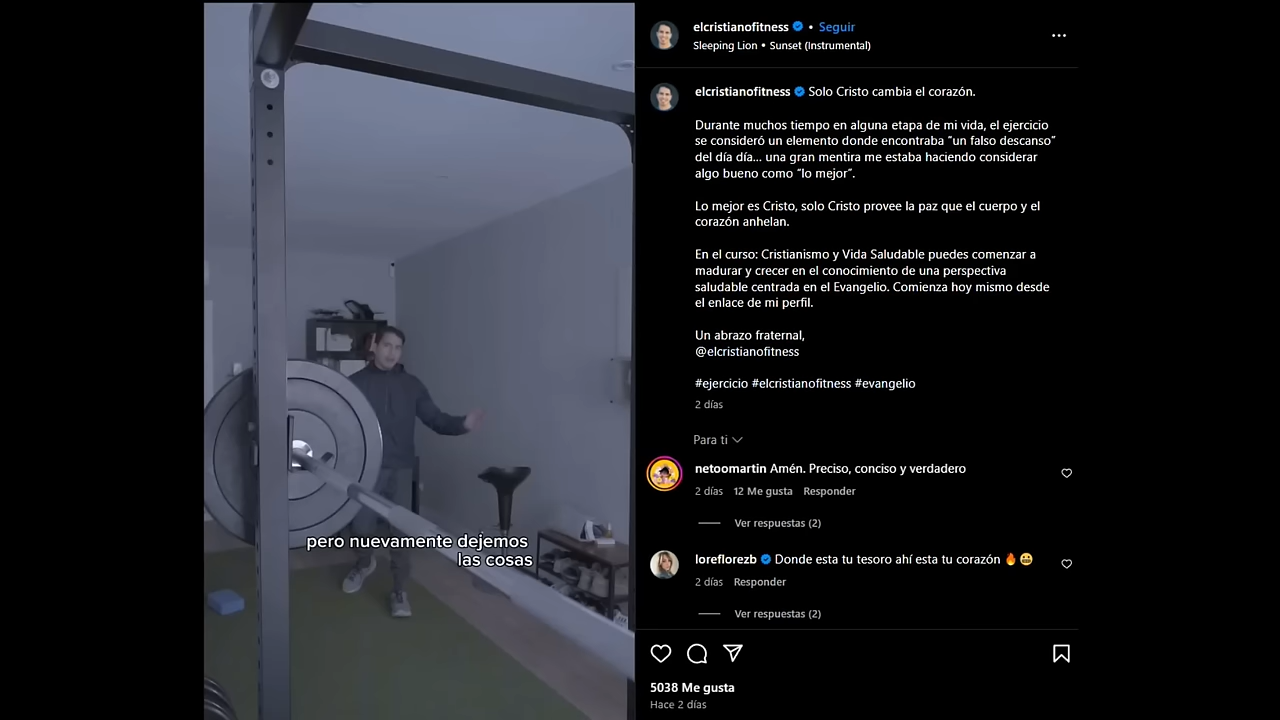 pero nuevamente dejemos
las cosas
elcristianofitness • Seguir
Sleeping Lion • Sunset (Instrumental)
elcristianofitness Solo Cristo cambia el corazón.
Durante muchos tiempo en alguna etapa de mi vida, el ejercicio
se consideró un elemento donde encontraba "un falso descanso"
del día día... una gran mentira me estaba haciendo considerar
algo bueno como "lo mejor".
Lo mejor es Cristo, solo Cristo provee la paz que el cuerpo y el
corazón anhelan.
En el curso: Cristianismo y Vida Saludable puedes comenzar a
madurar y crecer en el conocimiento de una perspectiva
saludable centrada en el Evangelio. Comienza hoy mismo desde
el enlace de mi perfil.
Un abrazo fraternal,
@elcristianofitness
#ejercicio #elcristianofitness #evangelio
2 días
Para ti
netoomartin Amén. Preciso, conciso y verdadero
2 días 12 Me gusta Responder
Ver respuestas (2)
loreflorezb Donde esta tu tesoro ahí esta tu corazón 🔥😬
2 días Responder
Ver respuestas (2)
5038 Me gusta
Hace 2 días